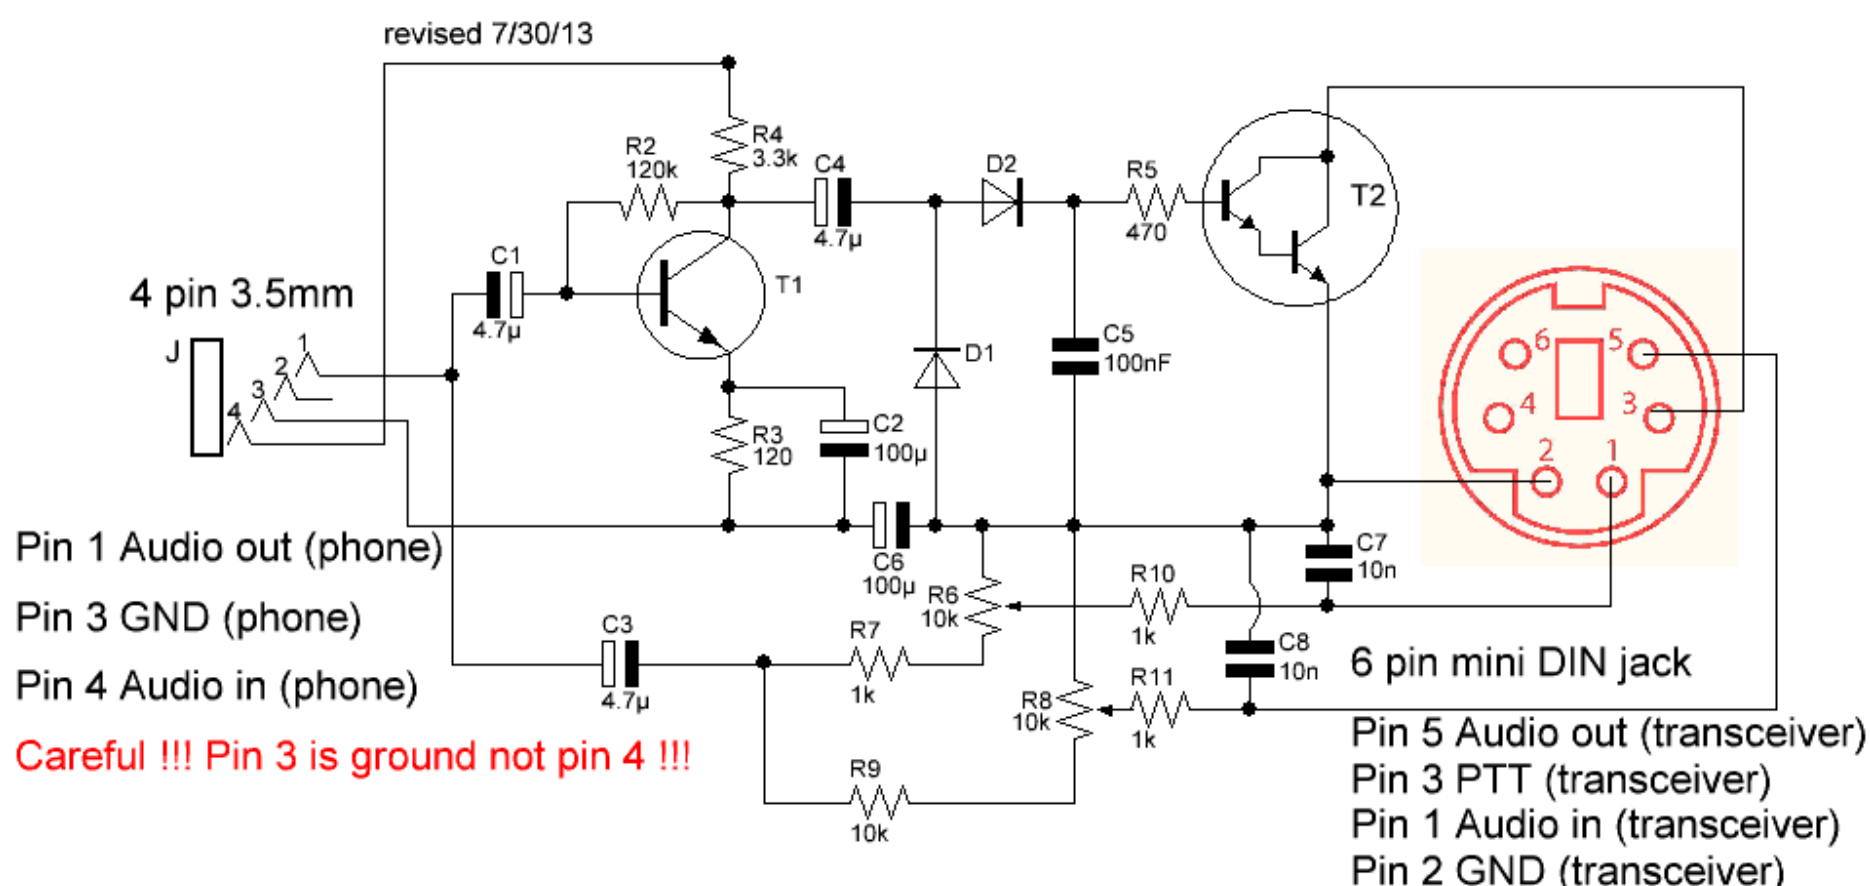 revised 7/30/13
R4
3.3k
R2
120k
C4
4.7µ
D2
R5
470
T2
C1
4.7µ
T1
4 pin 3.5mm
J
1
2
3
4
D1
C5
100nF
6
5
4
3
2
1
R3
120
C2
100µ
C6
100µ
C7
10n
R6
10k
R10
1k
C3
4.7µ
R7
1k
C8
10n
R8
10k
R11
1k
R9
10k
Pin 1 Audio out (phone)
Pin 3 GND (phone)
Pin 4 Audio in (phone)
Careful !!! Pin 3 is ground not pin 4 !!!
6 pin mini DIN jack
Pin 5 Audio out (transceiver)
Pin 3 PTT (transceiver)
Pin 1 Audio in (transceiver)
Pin 2 GND (transceiver)